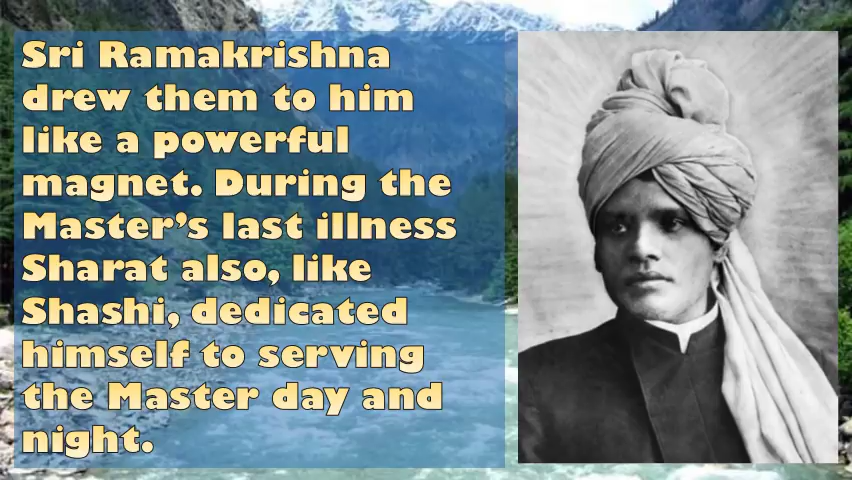 Sri Ramakrishna
drew them to him
like a powerful
magnet. During the
Master’s last illness
Sharat also, like
Shashi, dedicated
himself to serving
the Master day and
night.